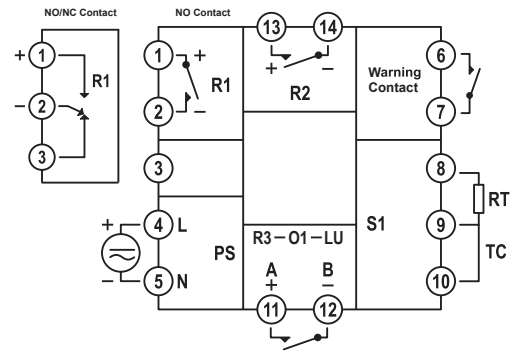 NO/NC Contact
NO Contact
13
14
+
1
R1
−
2
3
1
+
2
−
R1
+
−
R2
Warning
Contact
6
7
3
8
RT
+
4
L
−
5
N
PS
S1
9
TC
10
R3−O1−LU
A
B
+
−
11
12